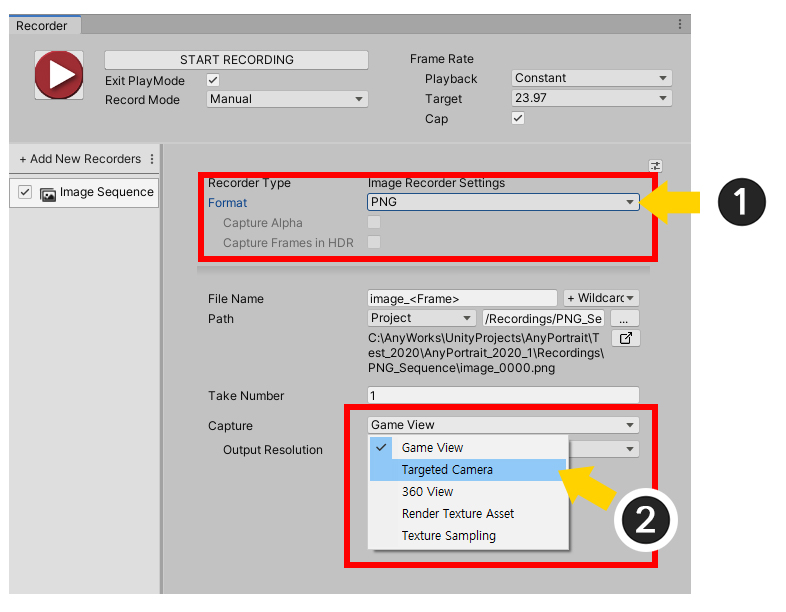 Recorder
START RECORDING
Exit PlayMode
Record Mode Manual
Frame Rate
Playback Constant
Target 23.97
Cap
+ Add New Recorders
Image Sequence
Recorder Type Image Recorder Settings
Format PNG
Capture Alpha
Capture Frames in HDR
1
File Name image_<Frame> + Wildcard
Path Project /Recordings/PNG_Se ...
C:\AnyWorks\UnityProjects\AnyPortrait\T
est_2020\AnyPortrait_2020_1\Recordings\
PNG_Sequence\image_0000.png
Take Number 1
Capture Game View
Output Resolution
Game View
Targeted Camera
360 View
Render Texture Asset
Texture Sampling
2